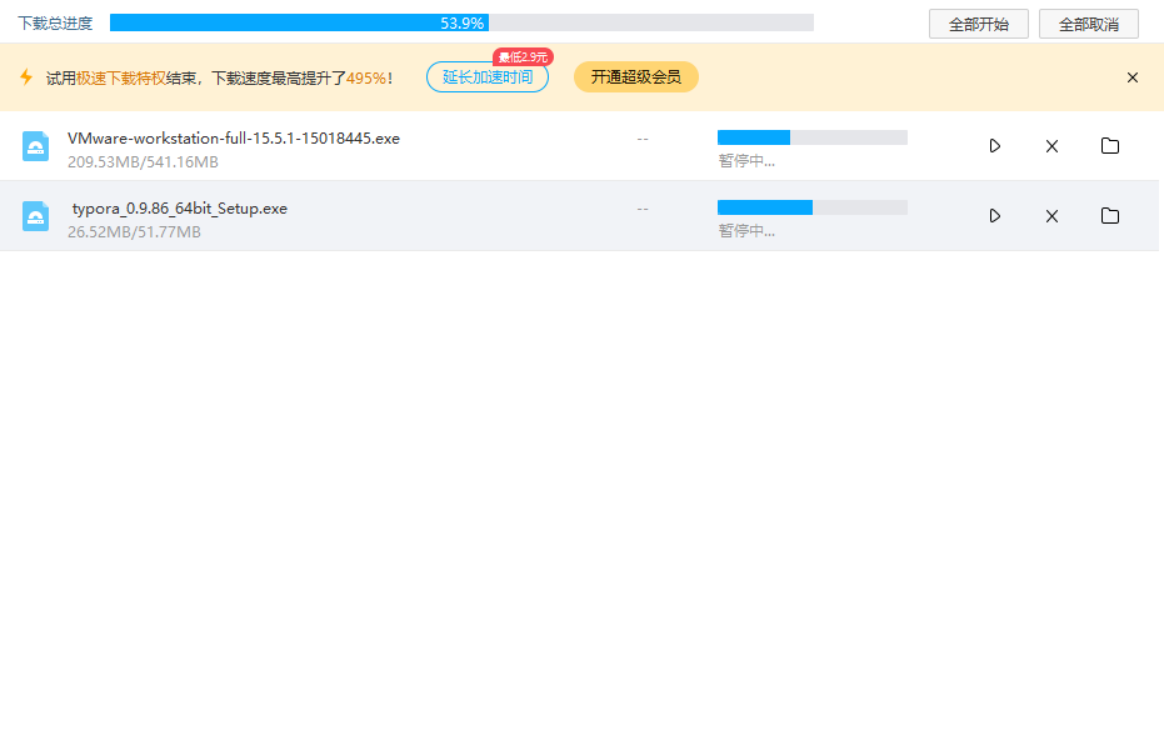 下载总进度 53.9% 全部开始 全部取消
最低2.9元
试用极速下载特权结束，下载速度最高提升了495%! 延长加速时间 开通超级会员
VMware-workstation-full-15.5.1-15018445.exe --
209.53MB/541.16MB 暂停中...
typora_0.9.86_64bit_Setup.exe --
26.52MB/51.77MB 暂停中...